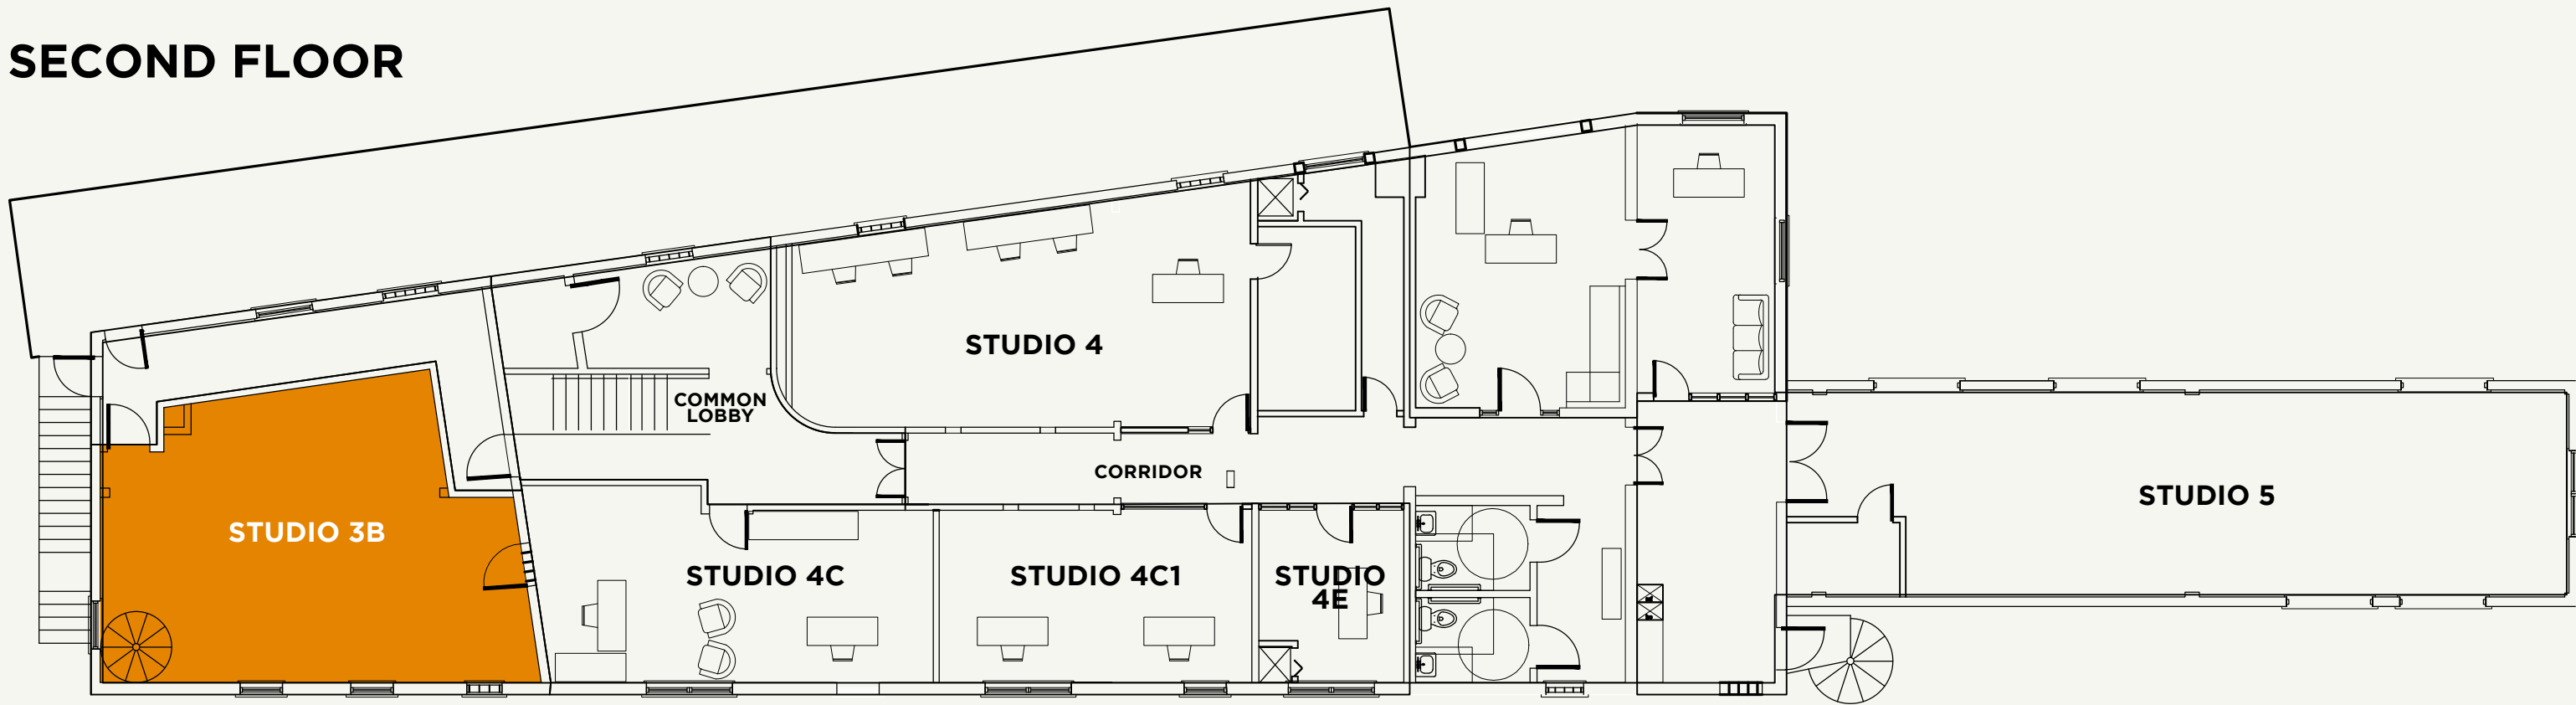 SECOND FLOOR
STUDIO 4
COMMON
LOBBY
CORRIDOR
STUDIO 5
STUDIO 3B
STUDIO 4C
STUDIO 4C1
STUDIO
4E